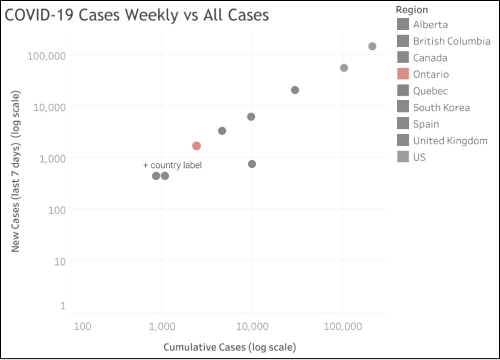 COVID-19 Cases Weekly vs All Cases
Region
Alberta
British Columbia
Canada
Ontario
Quebec
South Korea
Spain
United Kingdom
US
New Cases (last 7 days) (log scale)
100,000
10,000
1,000
100
10
1
+ country label
100
1,000
10,000
100,000
Cumulative Cases (log scale)